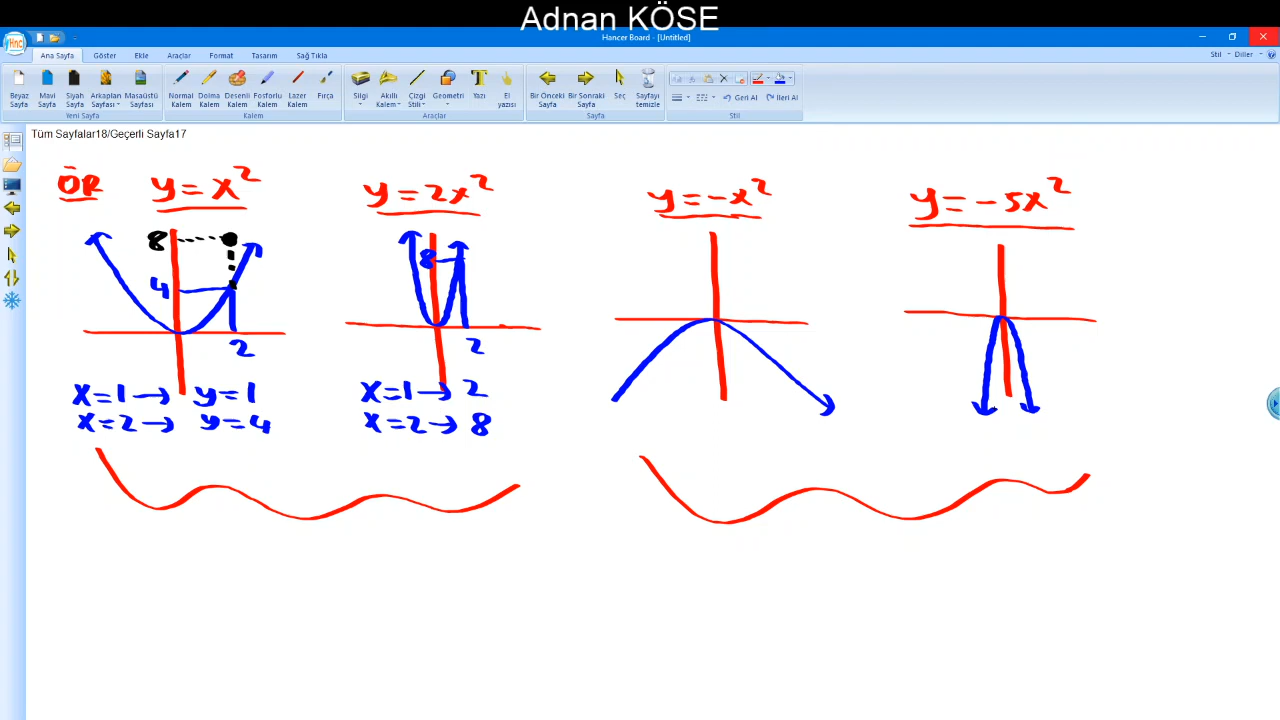 Adnan KÖSE
Hancer Board - [Untitled]
Hnc
Ana Sayfa Göster Ekle Araçlar Format Tasarım Sağ Tıkla
Stil Diller
Beyaz Sayfa Mavi Sayfa Siyah Sayfa Arkaplan Sayfası Masaüstü Sayfası
Normal Kalem Dolma Kalem Desenli Kalem Fosforlu Kalem Lazer Kalem Fırça
Silgi Akıllı Kalem Çizgi Stili Geometri Yazı El yazısı
Bir Önceki Sayfa Bir Sonraki Sayfa Seç Sayfayı temizle
Geri Al İleri Al
Yeni Sayfa Kalem Araçlar Sayfa Stil
Tüm Sayfalar18/Geçerli Sayfa17
ÖR y=x² y=2x² y=-x² y=-5x²
8 8
4
2 2
x=1→ y=1 x=1→ 2
x=2→ y=4 x=2→ 8